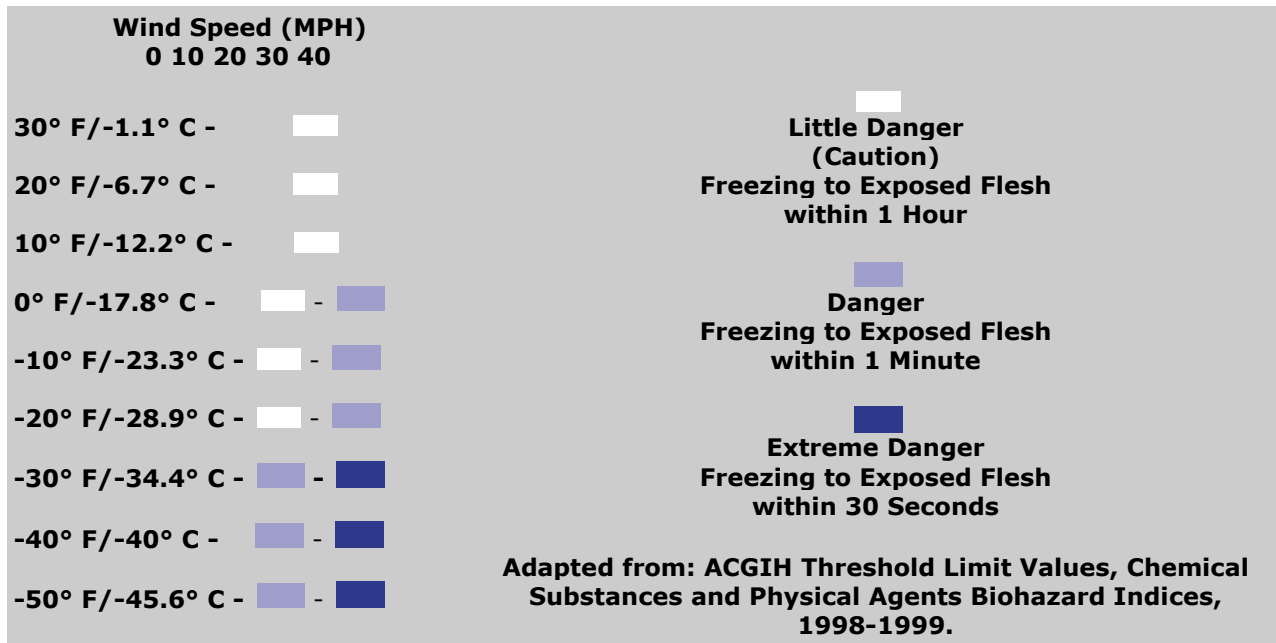 Wind Speed (MPH)
0 10 20 30 40
30° F/-1.1° C -
20° F/-6.7° C -
10° F/-12.2° C -
0° F/-17.8° C - -
-10° F/-23.3° C - -
-20° F/-28.9° C - -
-30° F/-34.4° C - -
-40° F/-40° C - -
-50° F/-45.6° C - -
Little Danger
(Caution)
Freezing to Exposed Flesh
within 1 Hour
Danger
Freezing to Exposed Flesh
within 1 Minute
Extreme Danger
Freezing to Exposed Flesh
within 30 Seconds
Adapted from: ACGIH Threshold Limit Values, Chemical
Substances and Physical Agents Biohazard Indices,
1998-1999.